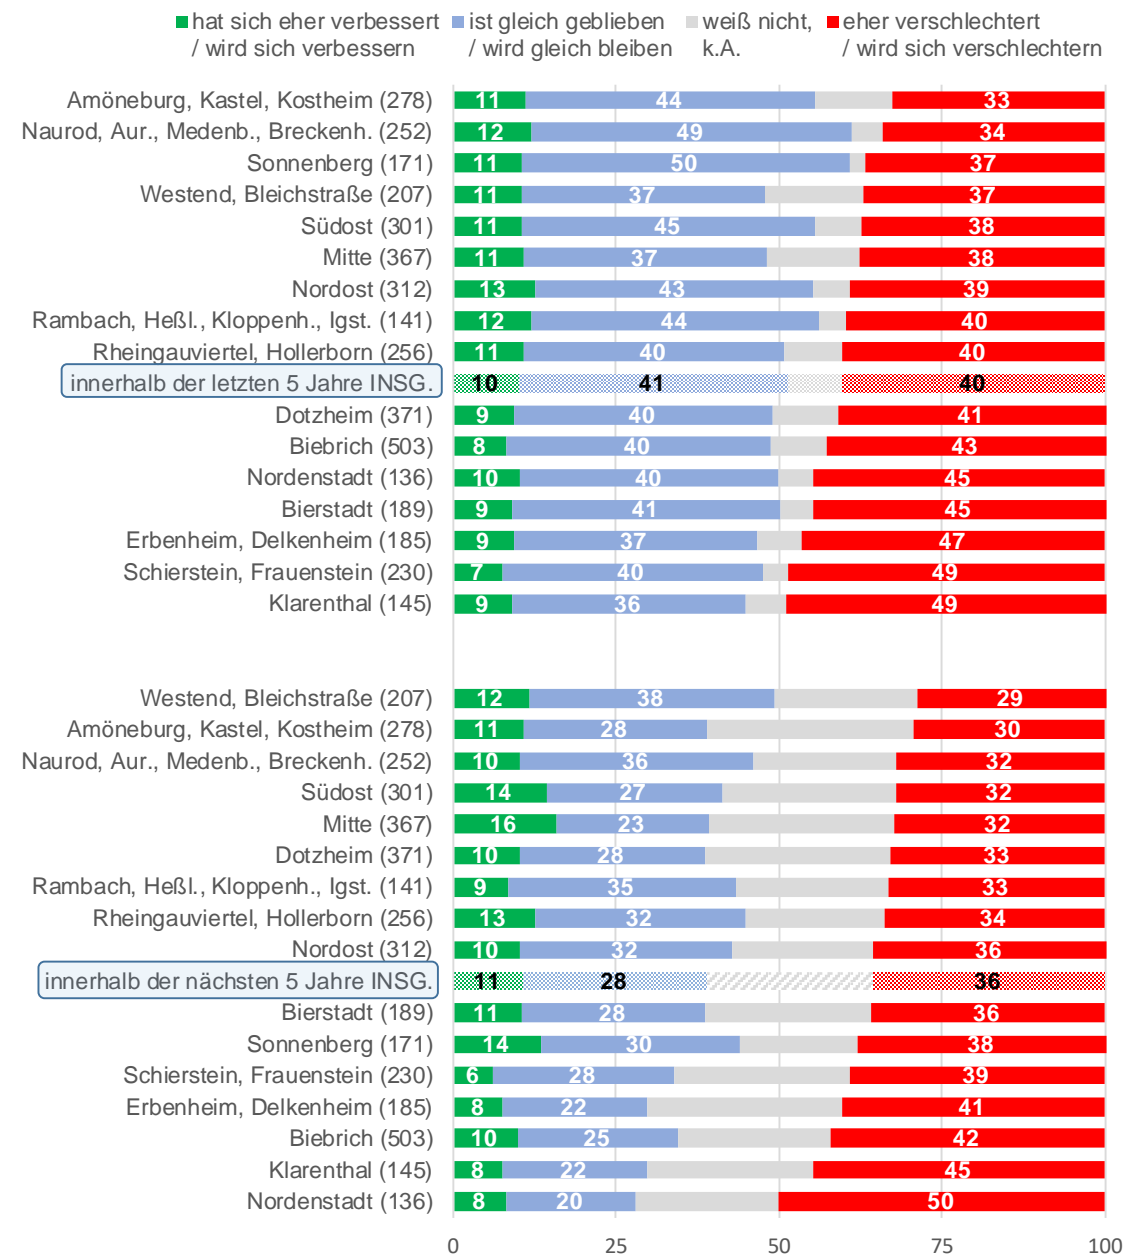 hat sich eher verbessert ist gleich geblieben weiß nicht, eher verschlechtert
/ wird sich verbessern / wird gleich bleiben k.A. / wird sich verschlechtern
Amöneburg, Kastel, Kostheim (278) 11 44 33
Naurod, Aur., Medenb., Breckenh. (252) 12 49 34
Sonnenberg (171) 11 50 37
Westend, Bleichstraße (207) 11 37 37
Südost (301) 11 45 38
Mitte (367) 11 37 38
Nordost (312) 13 43 39
Rambach, Heßl., Kloppenh., Igst. (141) 12 44 40
Rheingauviertel, Hollerborn (256) 11 40 40
innerhalb der letzten 5 Jahre INSG. 10 41 40
Dotzheim (371) 9 40 41
Biebrich (503) 8 40 43
Nordenstadt (136) 10 40 45
Bierstadt (189) 9 41 45
Erbenheim, Delkenheim (185) 9 37 47
Schierstein, Frauenstein (230) 7 40 49
Klarenthal (145) 9 36 49
Westend, Bleichstraße (207) 12 38 29
Amöneburg, Kastel, Kostheim (278) 11 28 30
Naurod, Aur., Medenb., Breckenh. (252) 10 36 32
Südost (301) 14 27 32
Mitte (367) 16 23 32
Dotzheim (371) 10 28 33
Rambach, Heßl., Kloppenh., Igst. (141) 9 35 33
Rheingauviertel, Hollerborn (256) 13 32 34
Nordost (312) 10 32 36
innerhalb der nächsten 5 Jahre INSG. 11 28 36
Bierstadt (189) 11 28 36
Sonnenberg (171) 14 30 38
Schierstein, Frauenstein (230) 6 28 39
Erbenheim, Delkenheim (185) 8 22 41
Biebrich (503) 10 25 42
Klarenthal (145) 8 22 45
Nordenstadt (136) 8 20 50
0 25 50 75 100